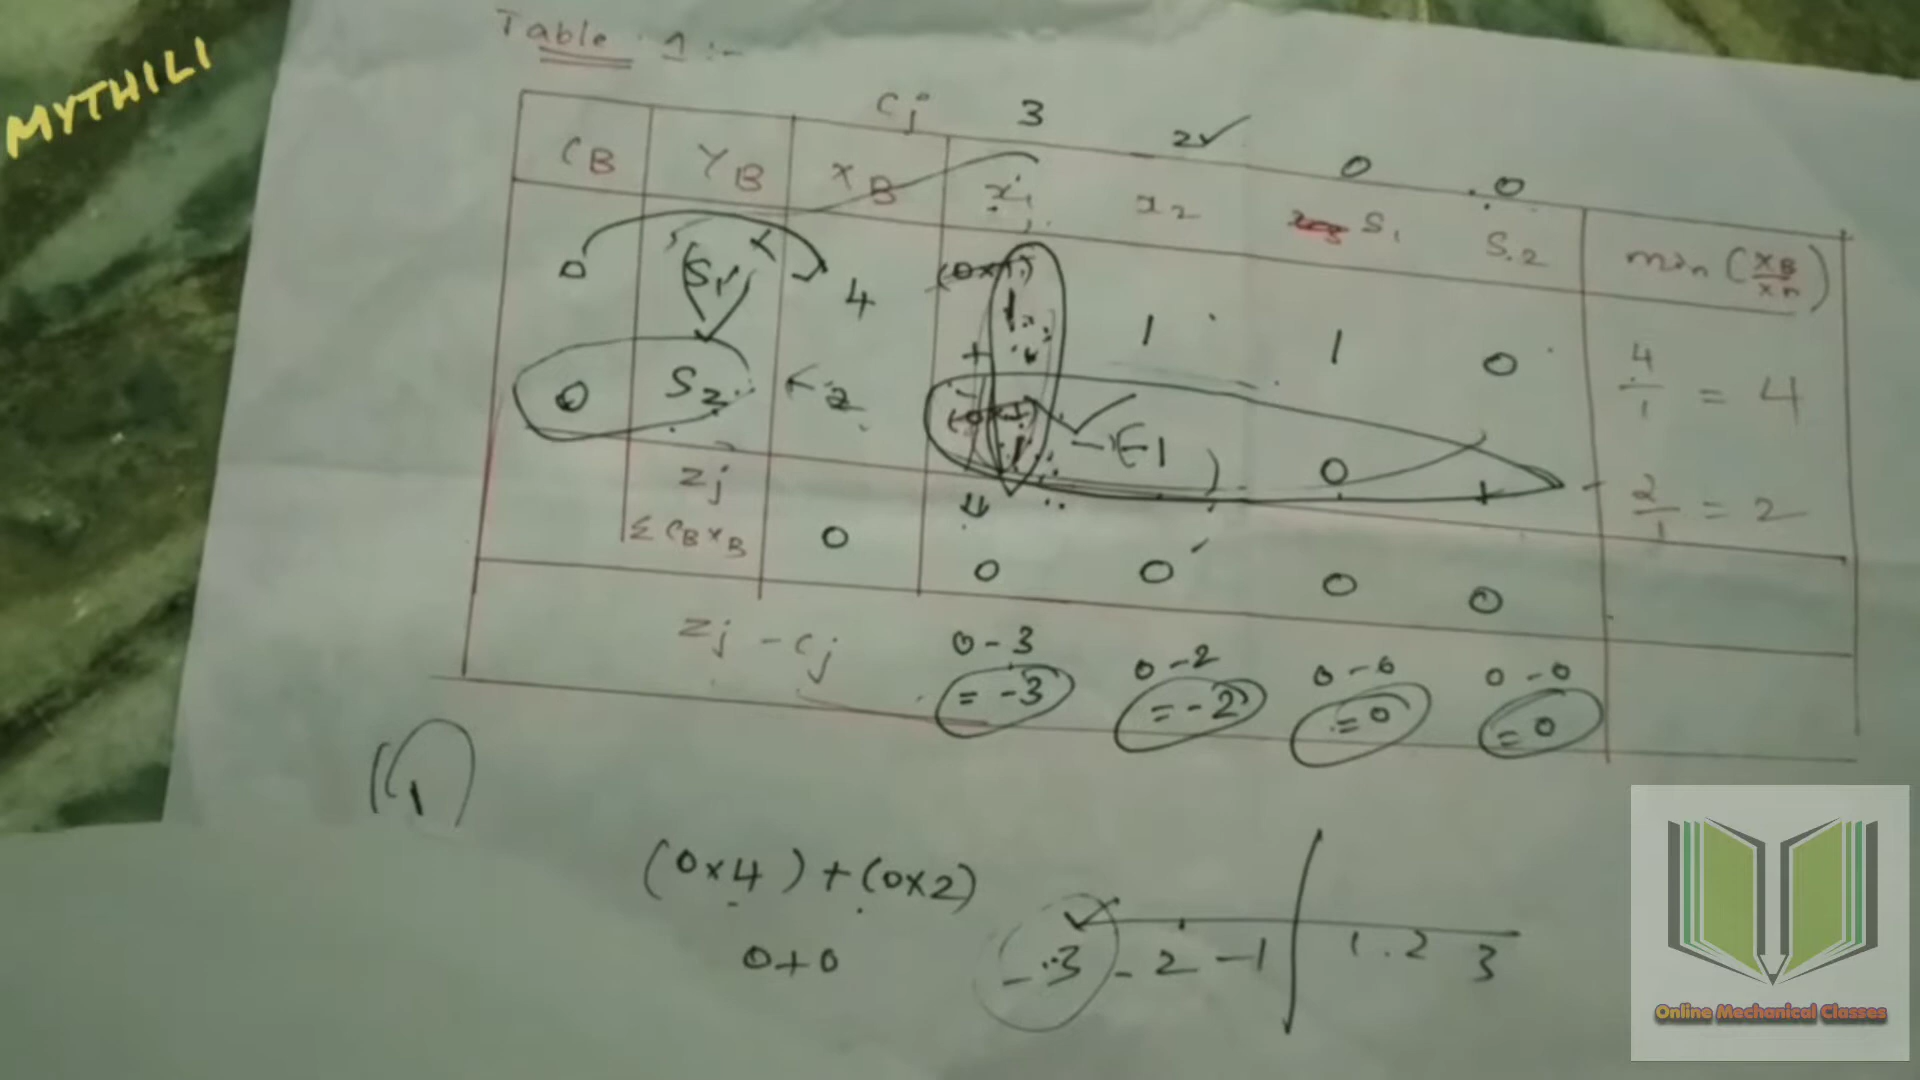 MYTHILI
Table . 1 :-
Cj 3 2 0 0
CB YB XB x1 x2 S1 S.2 min (XB/xn)
0 S1 4 (0x1) 1 1 1 0 4/1 = 4
+
0 S2 2 (0x1) 1 -1 0 1 2/1 = 2
Zj
Σ CB XB 0 0 0 0 0
Zj - Cj 0-3 0-2 0-0 0-0
= -3 = -2 = 0 = 0
(0x4) + (0x2)
0+0
-3 -2 -1 1 2 3
Online Mechanical Classes